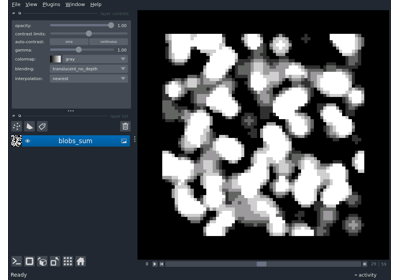 File View Plugins Window Help
opacity: 1.00
contrast limits:
auto-contrast: once continuous
gamma: 1.00
colormap: gray
blending: translucent_no_depth
interpolation: nearest
blobs_sum
Ready
activity